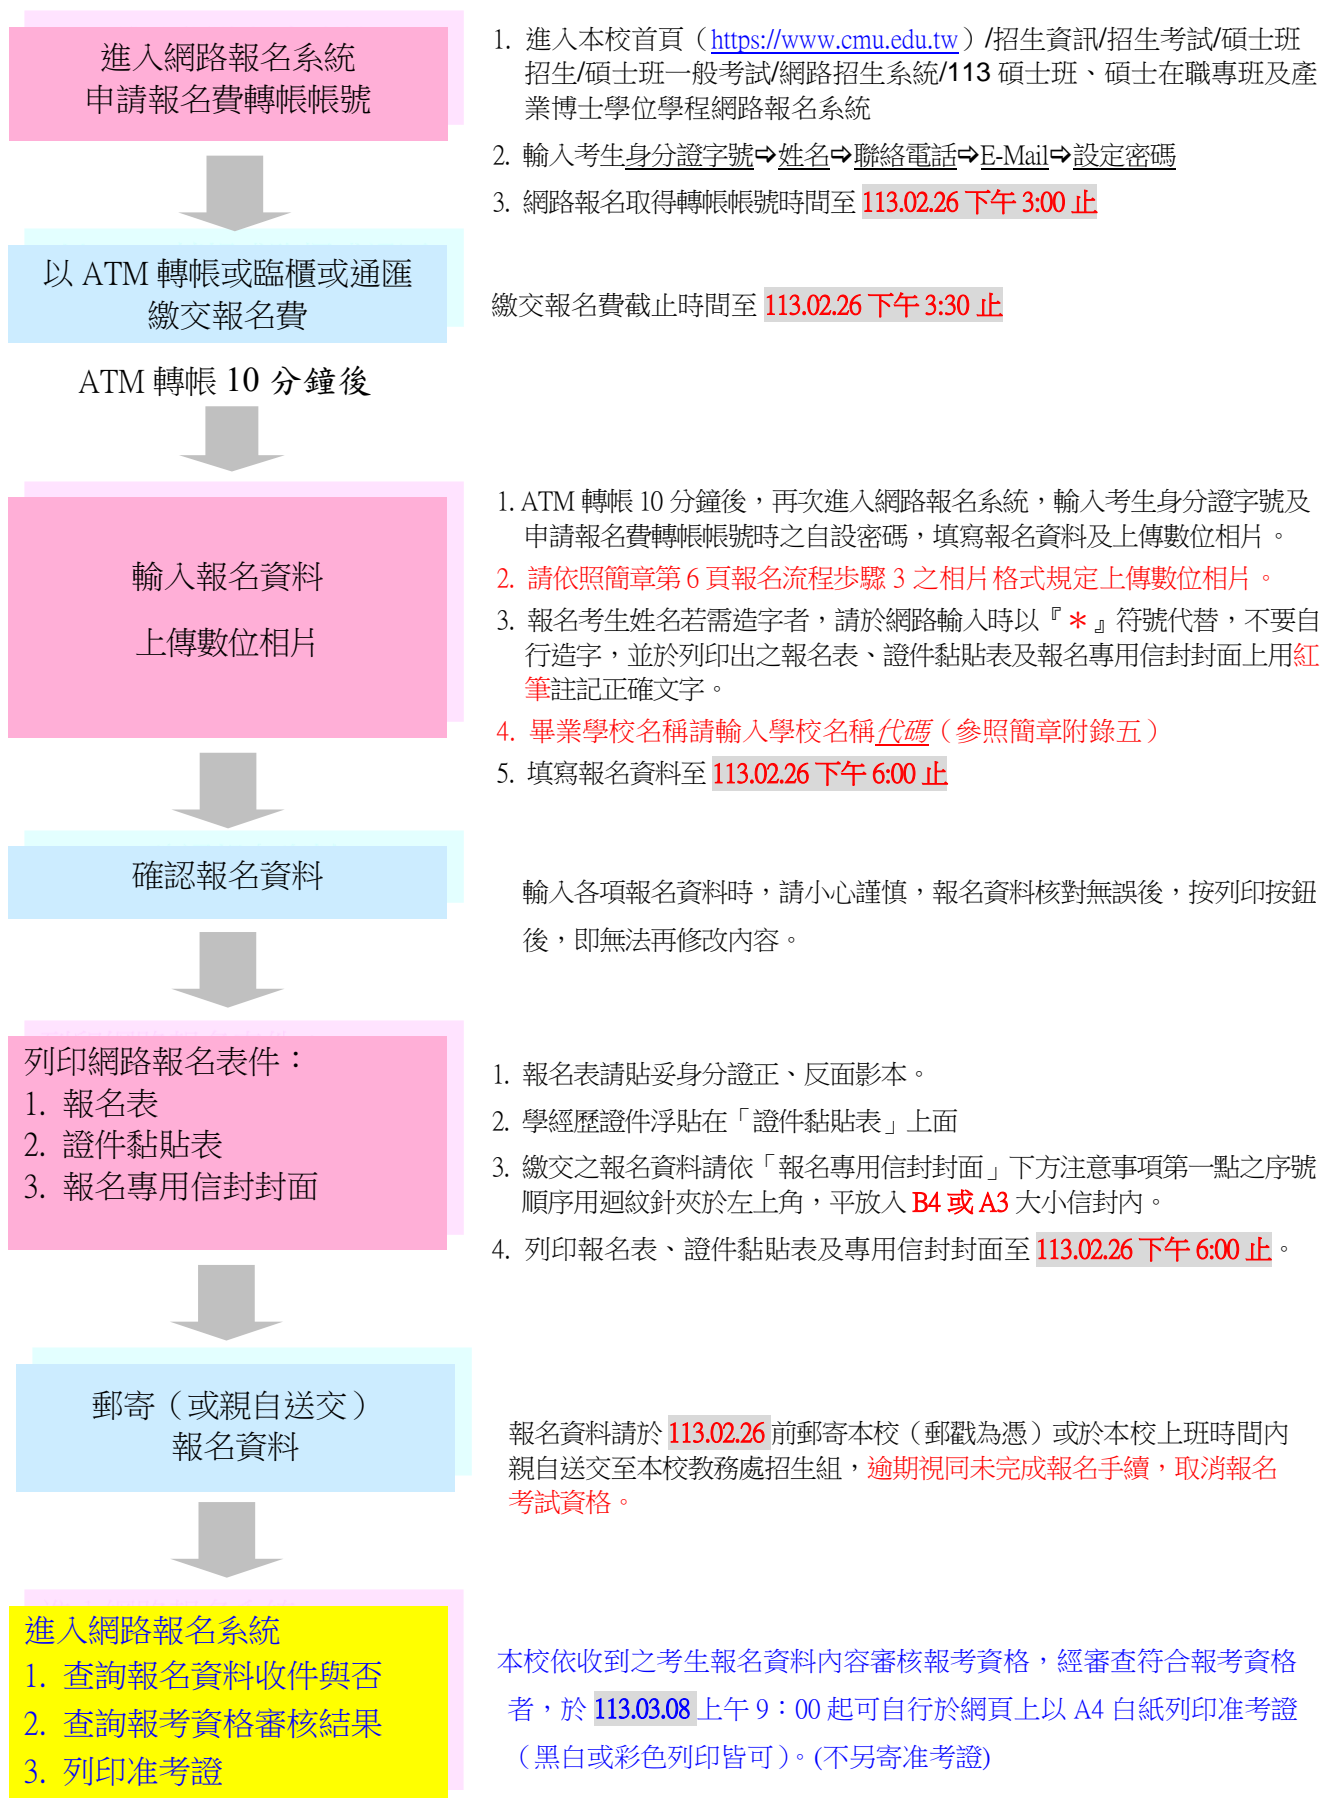 進入網路報名系統
申請報名費轉帳帳號
1. 進入本校首頁（https://www.cmu.edu.tw）/招生資訊/招生考試/碩士班
招生/碩士班一般考試/網路招生系統/113 碩士班、碩士在職專班及產
業博士學位學程網路報名系統
2. 輸入考生身分證字號⇨姓名⇨聯絡電話⇨E-Mail⇨設定密碼
3. 網路報名取得轉帳帳號時間至 113.02.26 下午 3:00 止
以 ATM 轉帳或臨櫃或通匯
繳交報名費
繳交報名費截止時間至 113.02.26 下午 3:30 止
ATM 轉帳 10 分鐘後
輸入報名資料
上傳數位相片
1. ATM 轉帳 10 分鐘後，再次進入網路報名系統，輸入考生身分證字號及
申請報名費轉帳帳號時之自設密碼，填寫報名資料及上傳數位相片。
2. 請依照簡章第 6 頁報名流程步驟 3 之相片格式規定上傳數位相片。
3. 報名考生姓名若需造字者，請於網路輸入時以『＊』符號代替，不要自
行造字，並於列印出之報名表、證件黏貼表及報名專用信封封面上用紅
筆註記正確文字。
4. 畢業學校名稱請輸入學校名稱代碼（參照簡章附錄五）
5. 填寫報名資料至 113.02.26 下午 6:00 止
確認報名資料
輸入各項報名資料時，請小心謹慎，報名資料核對無誤後，按列印按鈕
後，即無法再修改內容。
列印網路報名表件：
1. 報名表
2. 證件黏貼表
3. 報名專用信封封面
1. 報名表請貼妥身分證正、反面影本。
2. 學經歷證件浮貼在「證件黏貼表」上面
3. 繳交之報名資料請依「報名專用信封封面」下方注意事項第一點之序號
順序用迴紋針夾於左上角，平放入 B4 或 A3 大小信封內。
4. 列印報名表、證件黏貼表及專用信封封面至 113.02.26 下午 6:00 止。
郵寄（或親自送交）
報名資料
報名資料請於 113.02.26 前郵寄本校（郵戳為憑）或於本校上班時間內
親自送交至本校教務處招生組，逾期視同未完成報名手續，取消報名
考試資格。
進入網路報名系統
1. 查詢報名資料收件與否
2. 查詢報考資格審核結果
3. 列印准考證
本校依收到之考生報名資料內容審核報考資格，經審查符合報考資格
者，於 113.03.08 上午 9：00 起可自行於網頁上以 A4 白紙列印准考證
（黑白或彩色列印皆可）。(不另寄准考證)